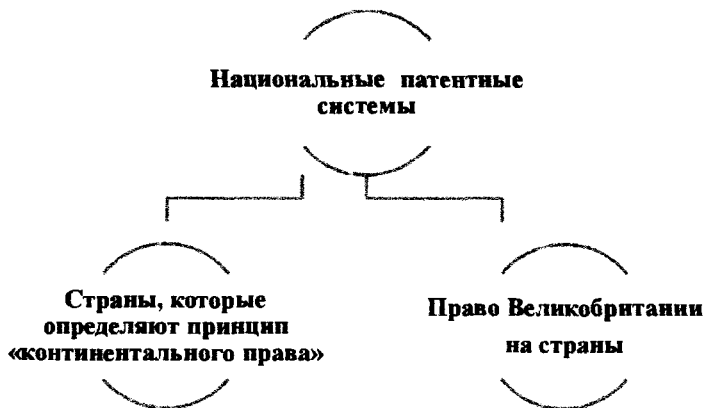 Национальные патентные
системы
Страны, которые
определяют принцип
«континентального права»
Право Великобритании
на страны